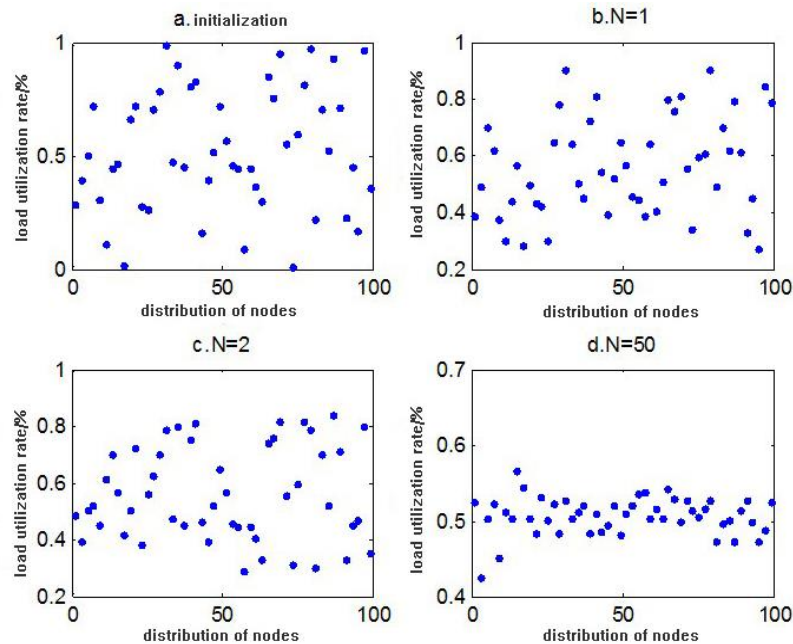 a. initialization
1
0.5
0
0 50 100
load utilization rate/%
distribution of nodes
b.N=1
1
0.8
0.6
0.4
0.2
0 50 100
load utilization rate/%
distribution of nodes
c.N=2
1
0.8
0.6
0.4
0.2
0 50 100
load utilization rate/%
distribution of nodes
d.N=50
0.7
0.6
0.5
0.4
0 50 100
load utilization rate/%
distribution of nodes